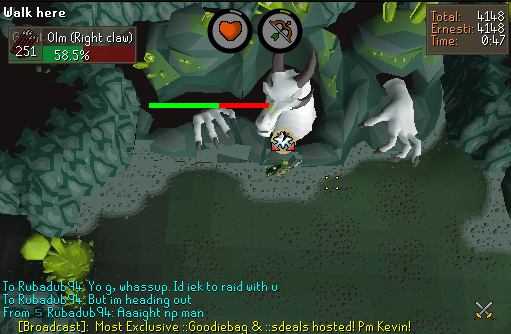 Walk here
Total: 4148
Ernesti: 4148
Time: 0:47
Olm (Right claw)
251
58.5%
To Rubadub94: Yo g, whassup. Id iek to raid with u
To Rubadub94: But im heading out
From S Rubadub94: Aaaight np man
[Broadcast]: Most Exclusive ::Goodiebag & ::sdeals hosted! Pm Kevin!